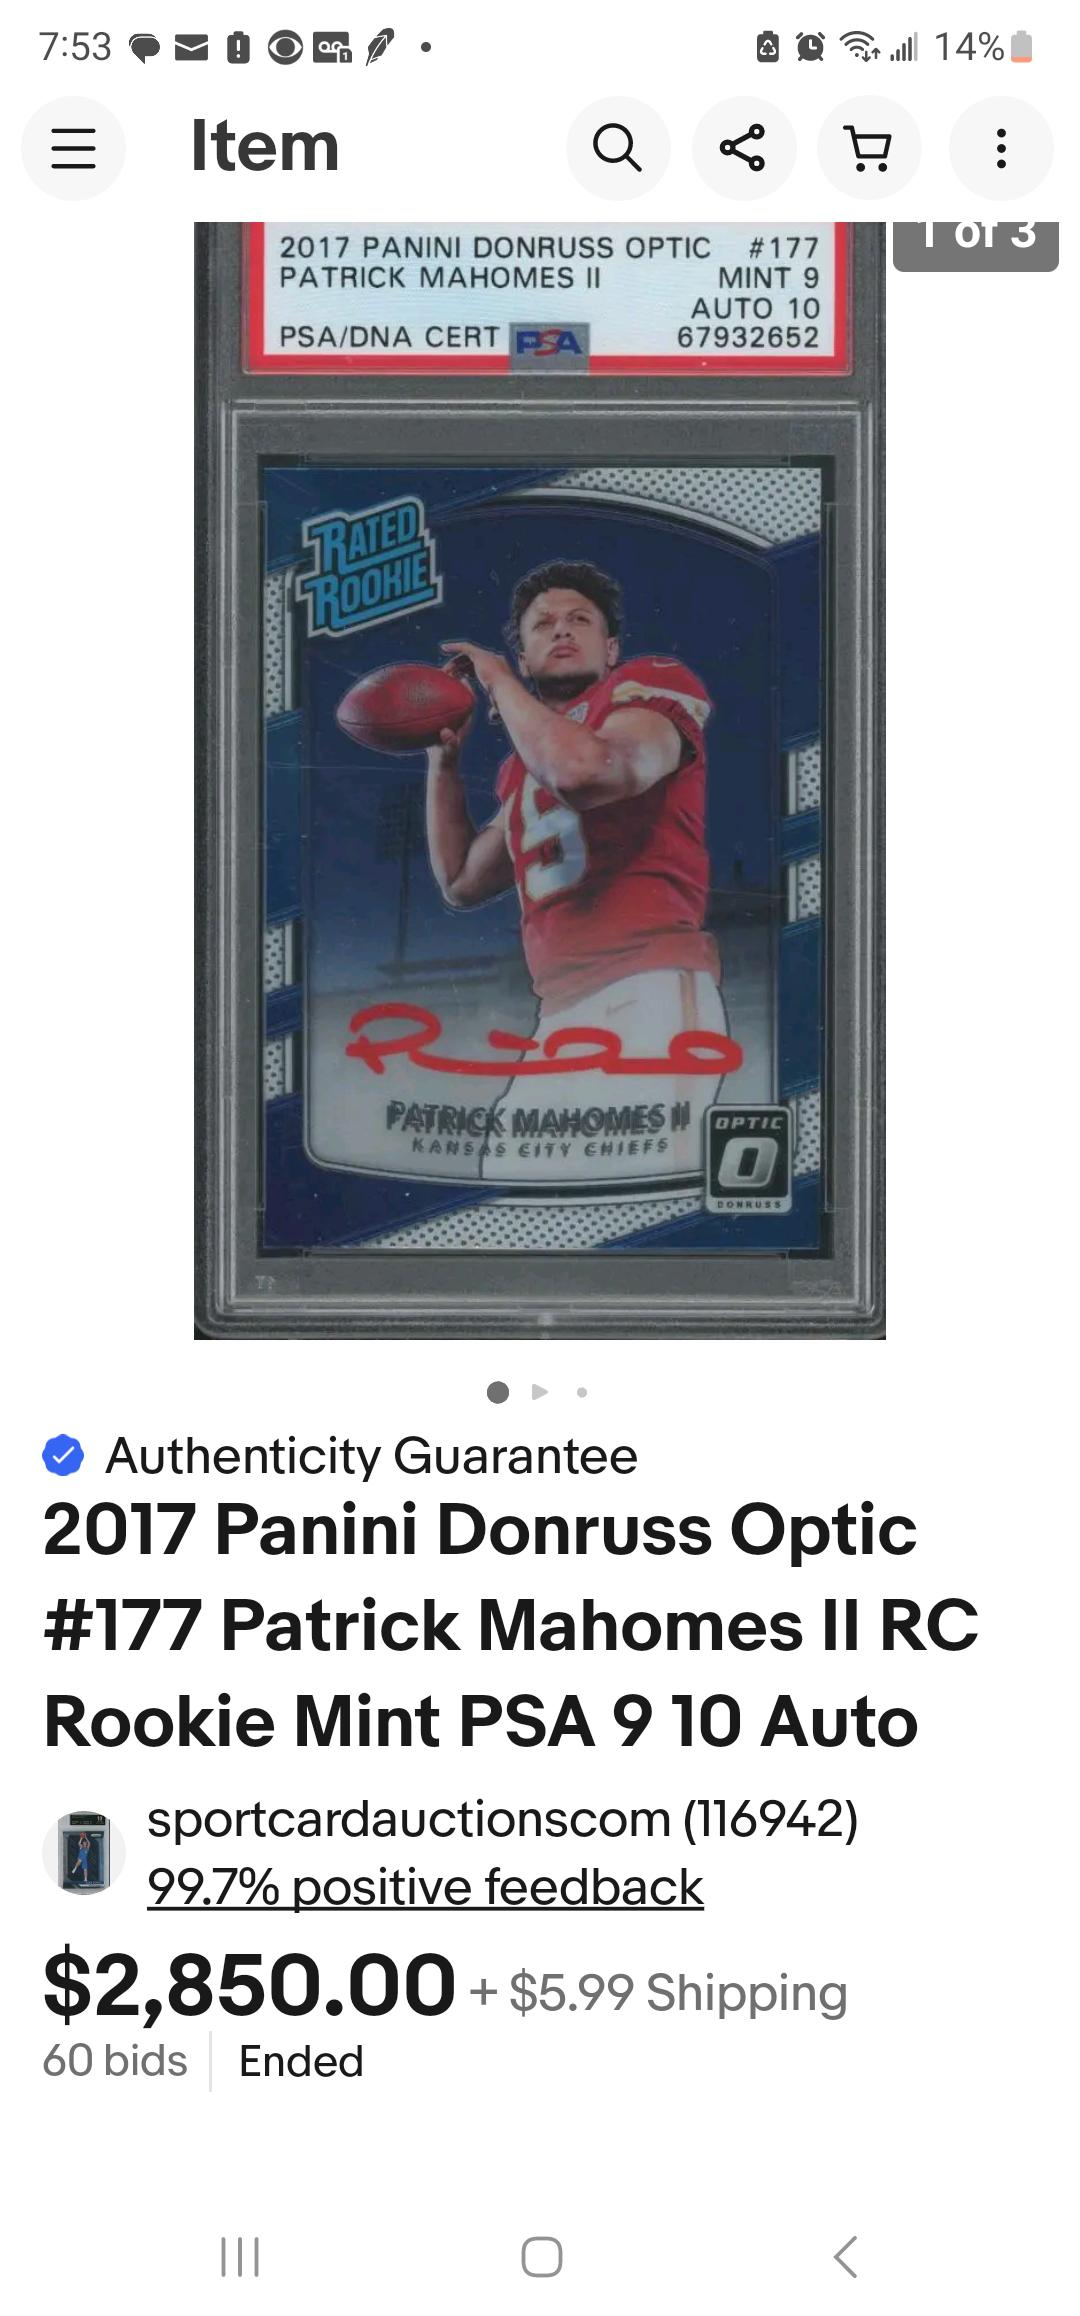 7:53
14%
Item
1 of 3
2017 PANINI DONRUSS OPTIC #177
PATRICK MAHOMES II MINT 9
AUTO 10
PSA/DNA CERT PSA 67932652
RATED
ROOKIE
15
PATRICK MAHOMES II
KANSAS CITY CHIEFS
OPTIC
O
DONRUSS
Authenticity Guarantee
2017 Panini Donruss Optic
#177 Patrick Mahomes II RC
Rookie Mint PSA 9 10 Auto
sportcardauctionscom (116942)
99.7% positive feedback
$2,850.00 + $5.99 Shipping
60 bids | Ended